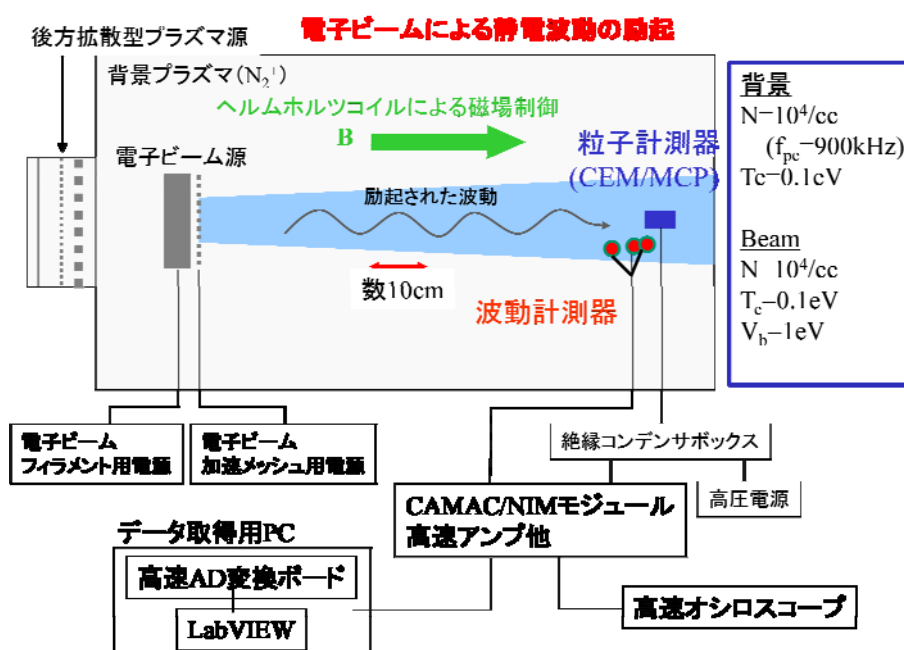 電子ビームによる静電波動の励起
後方拡散型プラズマ源
背景プラズマ(N₂⁺)
ヘルムホルツコイルによる磁場制御
B
電子ビーム源
粒子計測器
(CEM/MCP)
励起された波動
数10cm
波動計測器
背景
N=10⁴/cc
(fpe=900kHz)
Te=0.1eV
Beam
N 10⁴/cc
Te=0.1eV
Vb=1eV
電子ビーム
フィラメント用電源
電子ビーム
加速メッシュ用電源
絶縁コンデンサボックス
高圧電源
CAMAC/NIMモジュール
高速アンプ他
データ取得用PC
高速AD変換ボード
LabVIEW
高速オシロスコープ